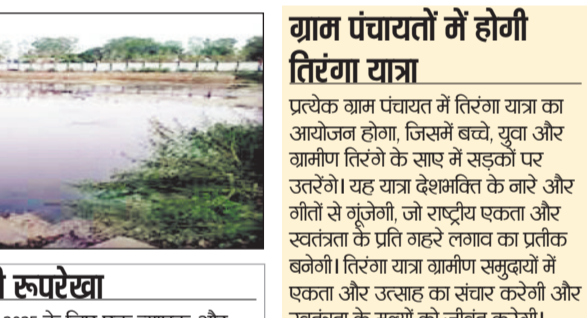 ग्राम पंचायतों में होगी
तिरंगा यात्रा
प्रत्येक ग्राम पंचायत में तिरंगा यात्रा का
आयोजन होगा, जिसमें बच्चे, युवा और
ग्रामीण तिरंगे के साए में सड़कों पर
उतरेंगे। यह यात्रा देशभक्ति के नारे और
गीतों से गूंजेगी, जो राष्ट्रीय एकता और
स्वतंत्रता के प्रति गहरे लगाव का प्रतीक
बनेगी। तिरंगा यात्रा ग्रामीण समुदायों में
एकता और उत्साह का संचार करेगी और
रूपरेखा